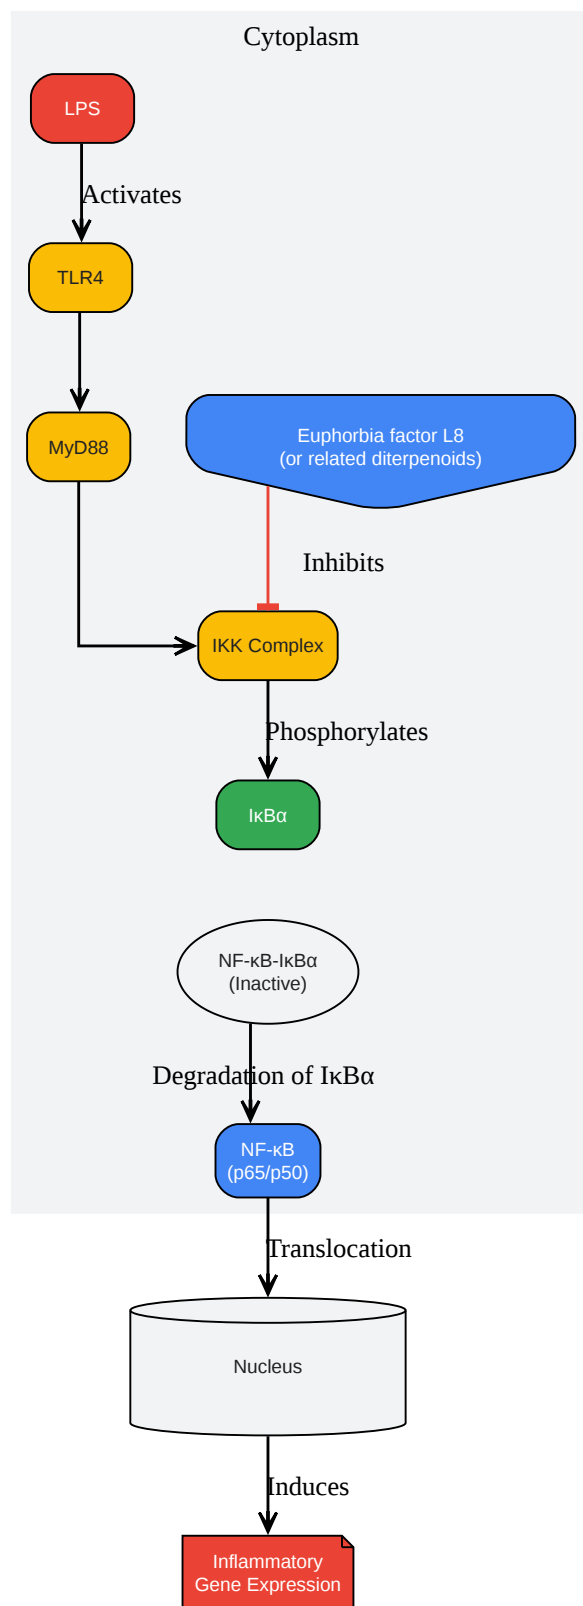 Cytoplasm
LPS
Activates
TLR4
MyD88
Euphorbia factor L8
(or related diterpenoids)
Inhibits
IKK Complex
Phosphorylates
IκBα
NF-κB-IκBα
(Inactive)
Degradation of IκBα
NF-κB
(p65/p50)
Translocation
Nucleus
Induces
Inflammatory
Gene Expression